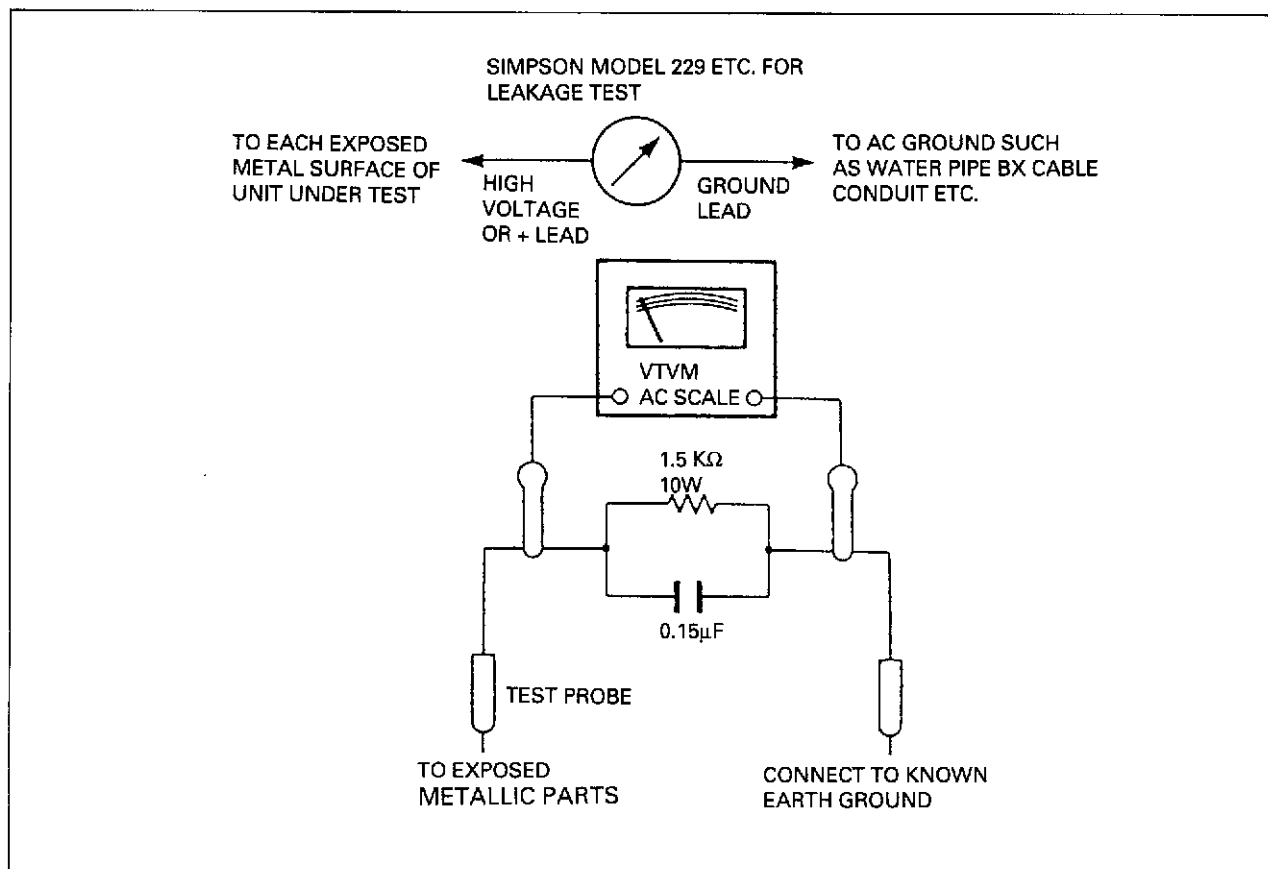 SIMPSON MODEL 229 ETC. FOR
LEAKAGE TEST
TO EACH EXPOSED
METAL SURFACE OF
UNIT UNDER TEST
HIGH
VOLTAGE
OR + LEAD
GROUND
LEAD
TO AC GROUND SUCH
AS WATER PIPE BX CABLE
CONDUIT ETC.
VTVM
AC SCALE
1.5 KΩ
10W
0.15μF
TEST PROBE
TO EXPOSED
METALLIC PARTS
CONNECT TO KNOWN
EARTH GROUND